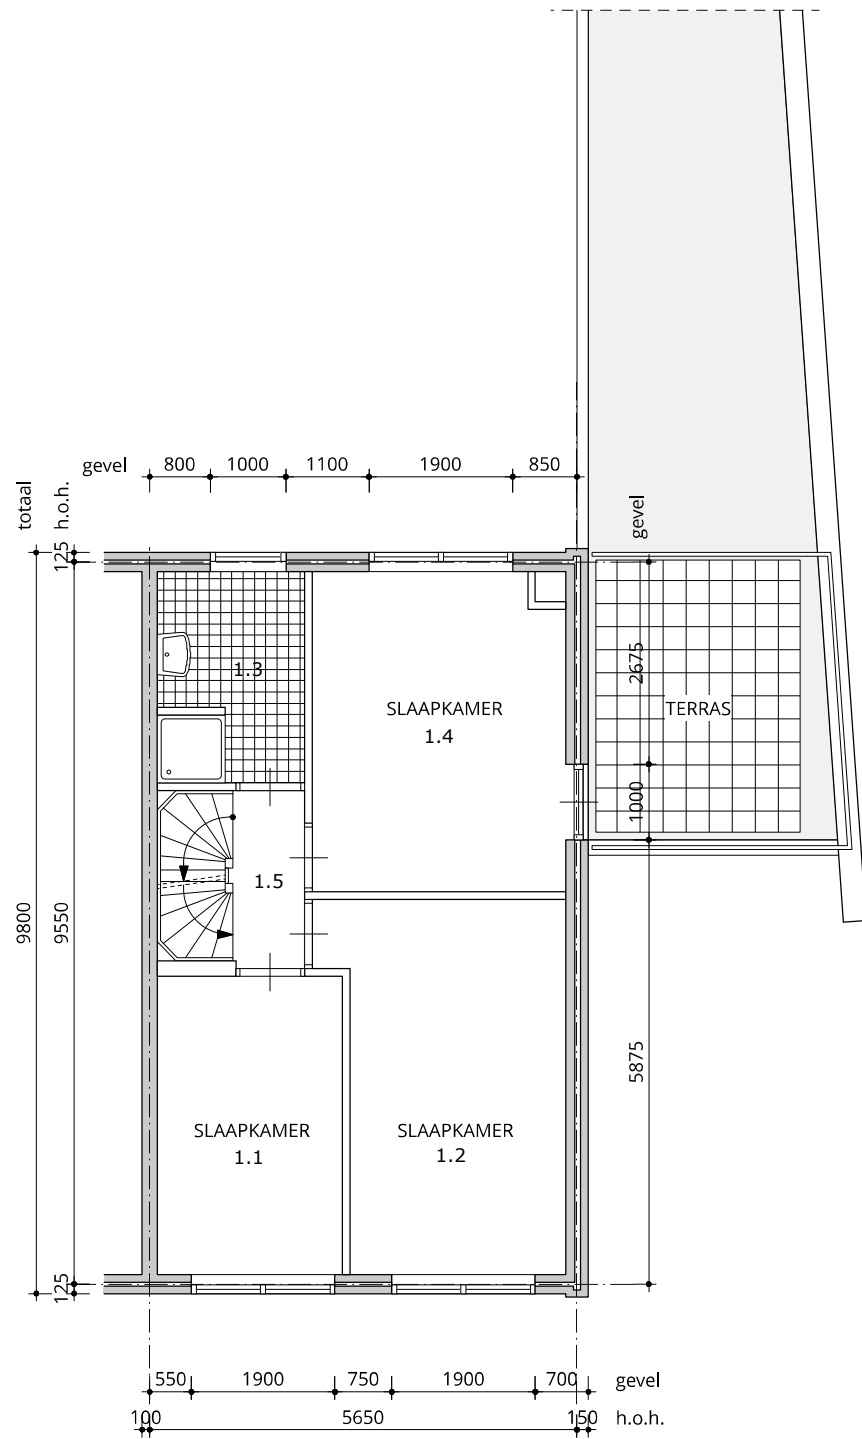 gevel 800 1000 1100 1900 850
totaal
h.o.h.
gevel
125
1.3
2675
SLAAPKAMER
1.4
TERRAS
1000
1.5
9800
9550
5875
SLAAPKAMER
1.1
SLAAPKAMER
1.2
125
550 1900 750 1900 700 gevel
100 5650 150 h.o.h.